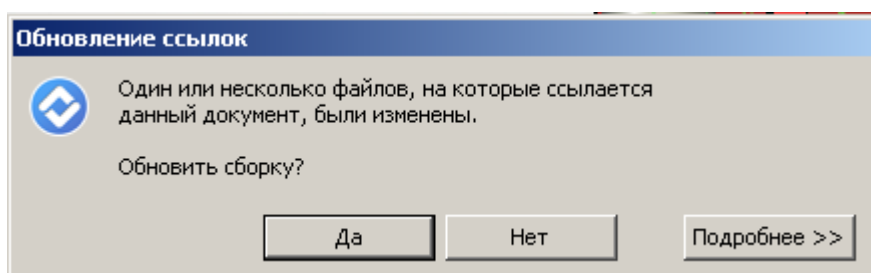 Обновление ссылок
Один или несколько файлов, на которые ссылается
данный документ, были изменены.
Обновить сборку?
Да
Нет
Подробнее >>